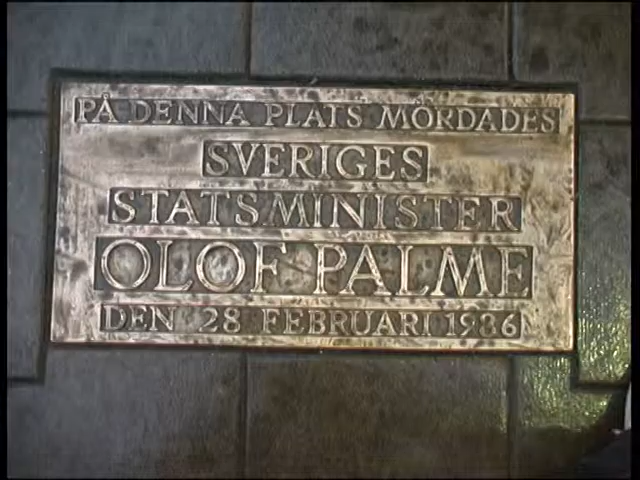 PÅ DENNA PLATS MÖRDADES
SVERIGES
STATSMINISTER
OLOF PALME
DEN 28 FEBRUARI 1986